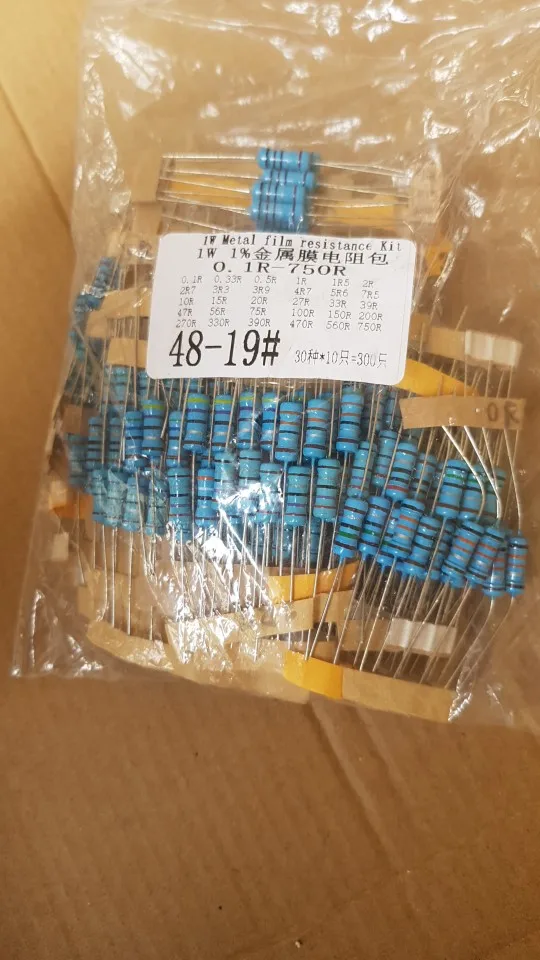 1W Metal film resistance Kit
1W 1%金属膜电阻包
0.1R-750R
0.1R 0.33R 0.5R 1R 1R5 2R
2R7 3R3 3R9 4R7 5R6 7R5
10R 15R 20R 27R 33R 39R
47R 56R 75R 100R 150R 200R
270R 330R 390R 470R 560R 750R
48-19# 30种*10只=300只